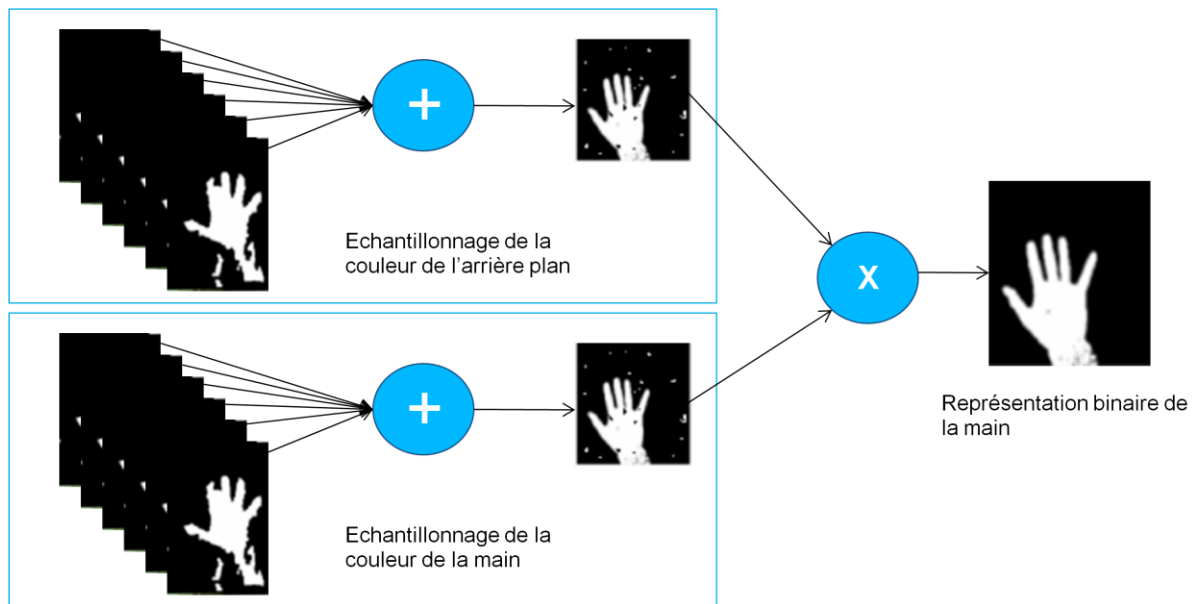 +
Echantillonnage de la
couleur de l'arrière plan
x
+
Echantillonnage de la
couleur de la main
Représentation binaire de
la main